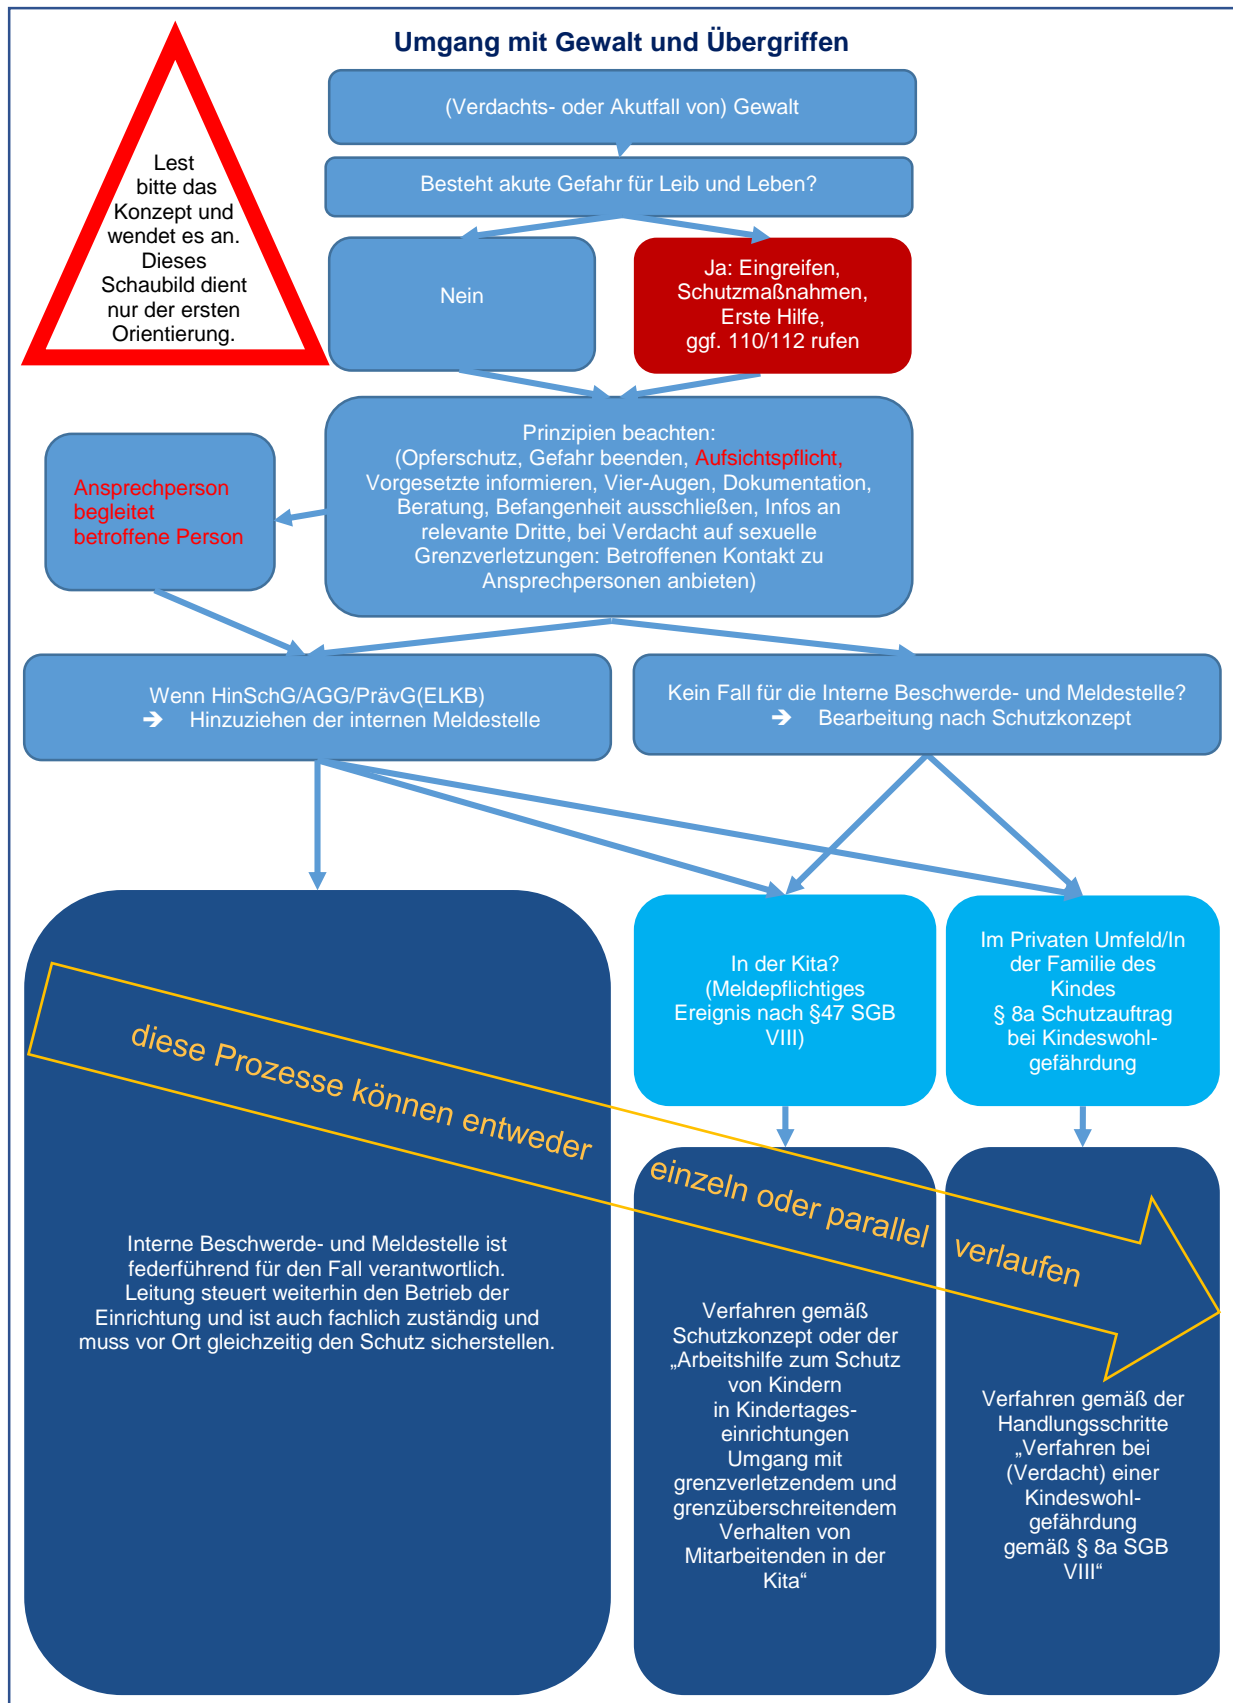 Umgang mit Gewalt und Übergriffen
Lest
bitte das
Konzept und
wendet es an.
Dieses
Schaubild dient
nur der ersten
Orientierung.
(Verdachts- oder Akutfall von) Gewalt
Besteht akute Gefahr für Leib und Leben?
Nein
Ja: Eingreifen,
Schutzmaßnahmen,
Erste Hilfe,
ggf. 110/112 rufen
Prinzipien beachten:
(Opferschutz, Gefahr beenden, Aufsichtspflicht,
Vorgesetzte informieren, Vier-Augen, Dokumentation,
Beratung, Befangenheit ausschließen, Infos an
relevante Dritte, bei Verdacht auf sexuelle
Grenzverletzungen: Betroffenen Kontakt zu
Ansprechpersonen anbieten)
Ansprechperson
begleitet
betroffene Person
Wenn HinSchG/AGG/PrävG(ELKB)
➔ Hinzuziehen der internen Meldestelle
Kein Fall für die Interne Beschwerde- und Meldestelle?
➔ Bearbeitung nach Schutzkonzept
In der Kita?
(Meldepflichtiges
Ereignis nach §47 SGB
VIII)
Im Privaten Umfeld/In
der Familie des
Kindes
§ 8a Schutzauftrag
bei Kindeswohl-
gefährdung
diese Prozesse können entweder einzeln oder parallel verlaufen
Interne Beschwerde- und Meldestelle ist
federführend für den Fall verantwortlich.
Leitung steuert weiterhin den Betrieb der
Einrichtung und ist auch fachlich zuständig und
muss vor Ort gleichzeitig den Schutz sicherstellen.
Verfahren gemäß
Schutzkonzept oder der
„Arbeitshilfe zum Schutz
von Kindern
in Kindertages-
einrichtungen
Umgang mit
grenzverletzendem und
grenzüberschreitendem
Verhalten von
Mitarbeitenden in der
Kita“
Verfahren gemäß der
Handlungsschritte
„Verfahren bei
(Verdacht) einer
Kindeswohl-
gefährdung
gemäß § 8a SGB
VIII“